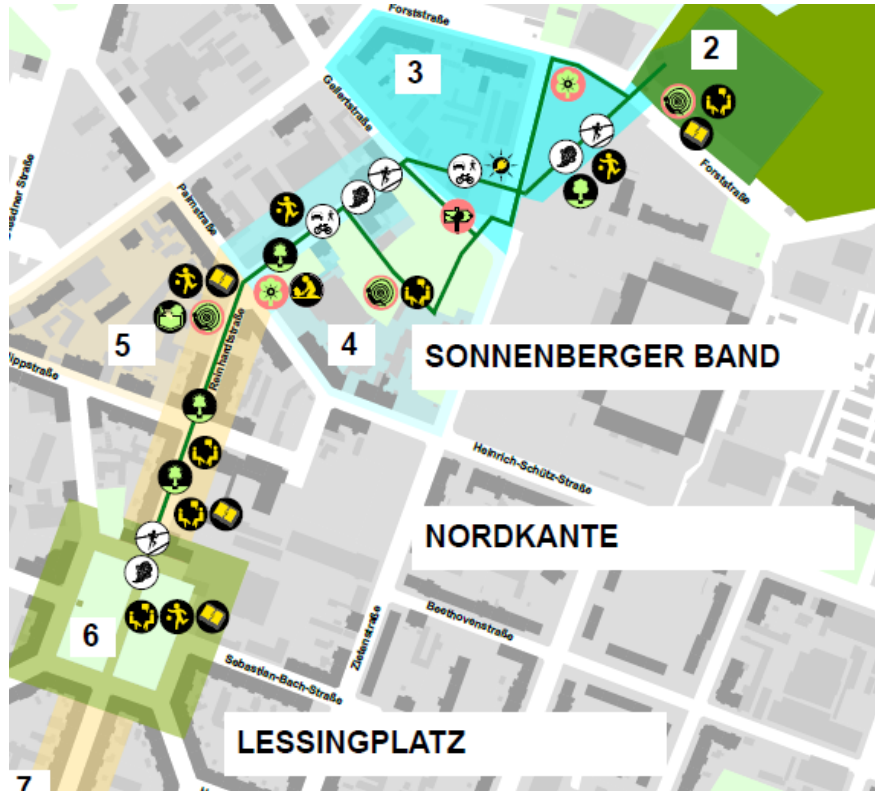 Forststraße
2
3
Gellertstraße
Forststraße
Palmstraße
5
Reinhardtstraße
4
SONNENBERGER BAND
Heinrich-Schütz-Straße
NORDKANTE
Beethovenstraße
Zietenstraße
6
Sebastian-Bach-Straße
LESSINGPLATZ
7